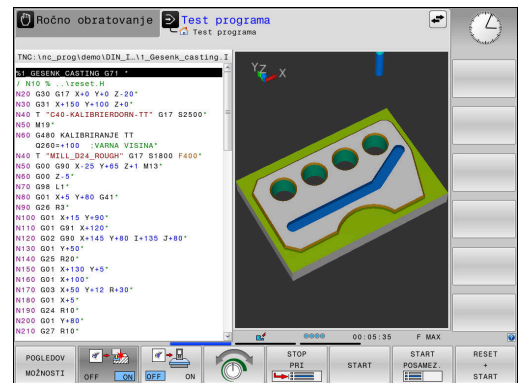 Ročno obratovanje
Test programa
Test programa
TNC:\nc_prog\demo\DIN_I…\1_Gesenk_casting.I
%1_GESENK_CASTING G71 *
/ N10 % ..\reset.H
N20 G30 G17 X+0 Y+0 Z-20*
N30 G31 X+150 Y+100 Z+0*
N40 T "C40-KALIBRIERDORN-TT" G17 S2500*
N50 M19*
N60 G480 KALIBRIRANJE TT
Q260=+100 ;VARNA VISINA*
N40 T "MILL_D24_ROUGH" G17 S1800 F400*
N50 G00 G90 X-25 Y+65 Z+1 M13*
N60 G00 Z-5*
N70 G98 L1*
N80 G01 X+5 Y+80 G41*
N90 G26 R3*
N100 G01 X+15 Y+90*
N110 G01 G91 X+120*
N120 G02 G90 X+145 Y+80 I+135 J+80*
N130 G01 Y+50*
N140 G25 R20*
N150 G01 X+130 Y+5*
N160 G01 X+100*
N170 G03 X+50 Y+12 R+30*
N180 G01 X+5*
N190 G24 R10*
N200 G01 Y+80*
N210 G27 R10*
YZ X
00:05:35 F MAX
POGLEDOV
MOŽNOSTI
OFF ON
OFF ON
STOP
PRI
START
START
POSAMEZ.
RESET
+
START